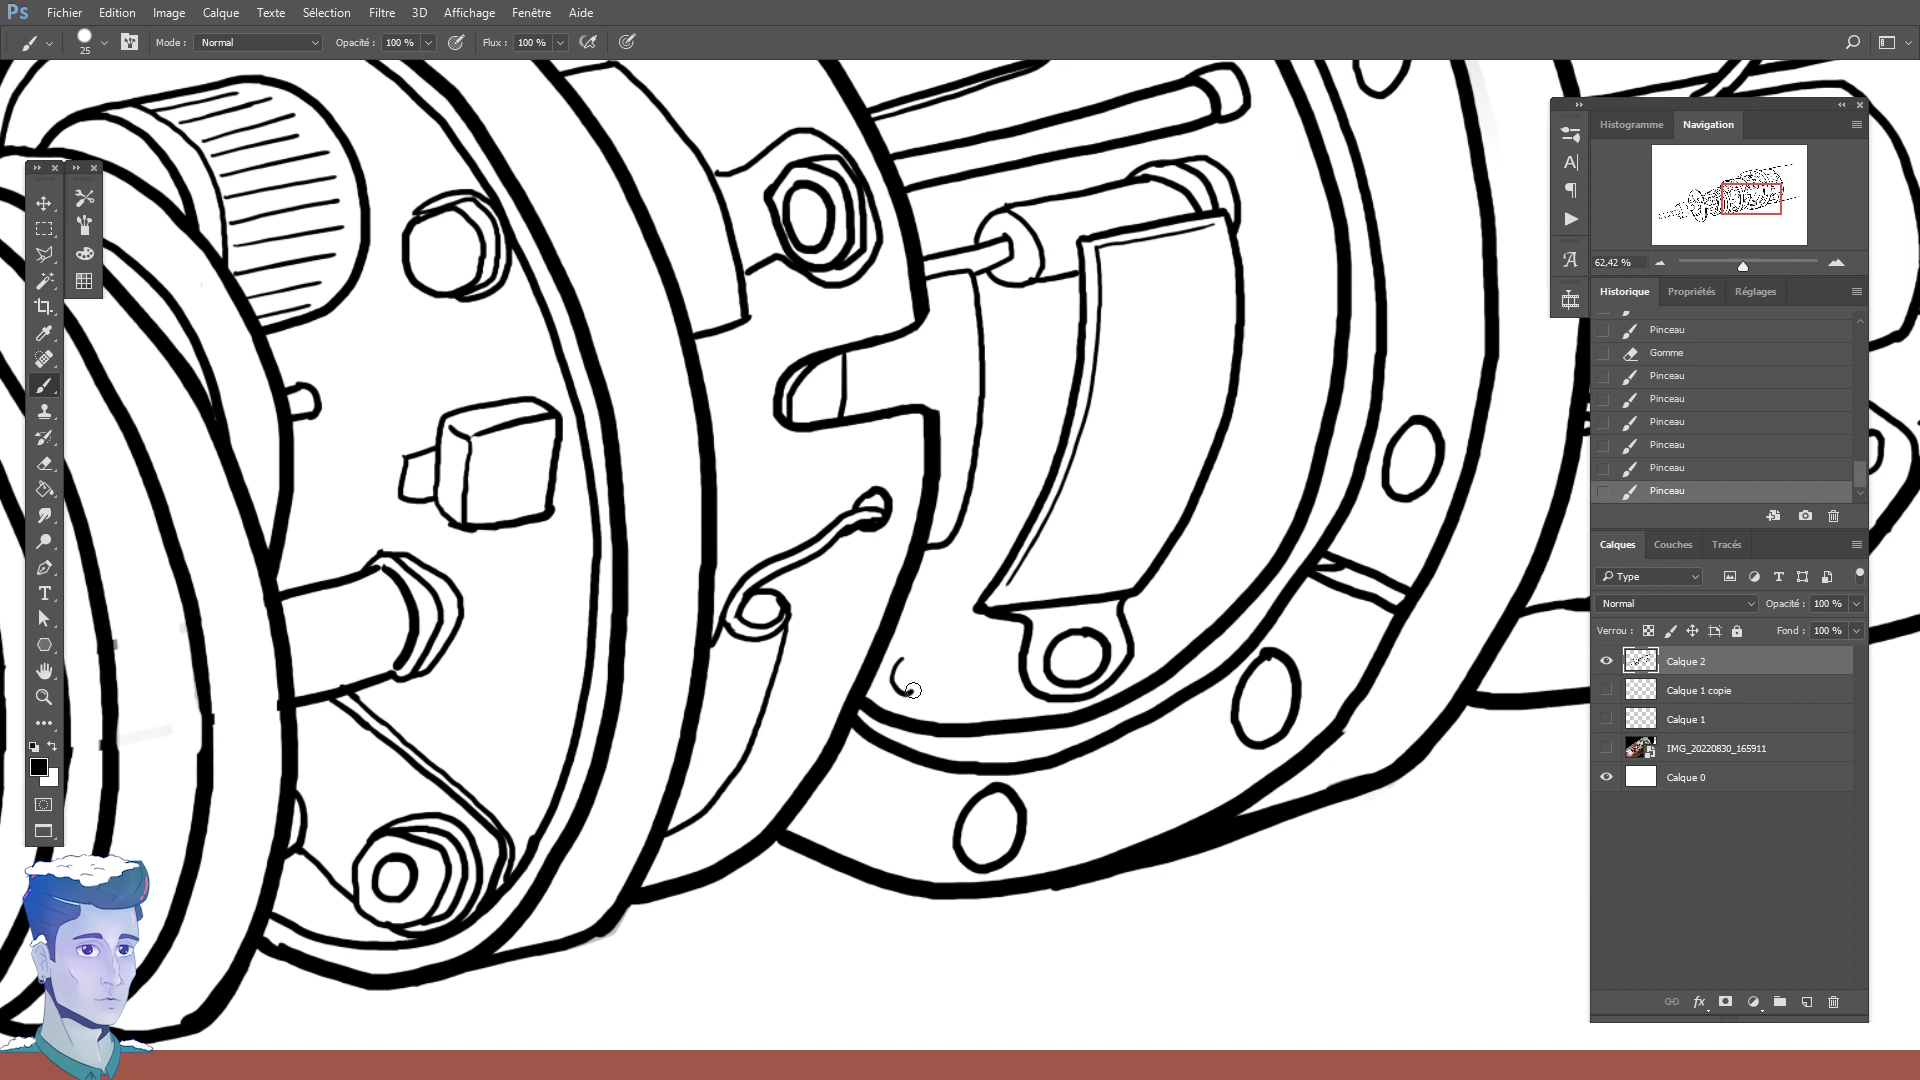 Ps Fichier Edition Image Calque Texte Sélection Filtre 3D Affichage Fenêtre Aide
25 Mode : Normal Opacité : 100 % Flux : 100 %
Histogramme Navigation
62,42 %
Historique Propriétés Réglages
Pinceau
Gomme
Pinceau
Pinceau
Pinceau
Pinceau
Pinceau
Pinceau
Calques Couches Tracés
Type
Normal Opacité : 100 %
Verrou : Fond : 100 %
Calque 2
Calque 1 copie
Calque 1
IMG_20220830_165911
Calque 0
fx